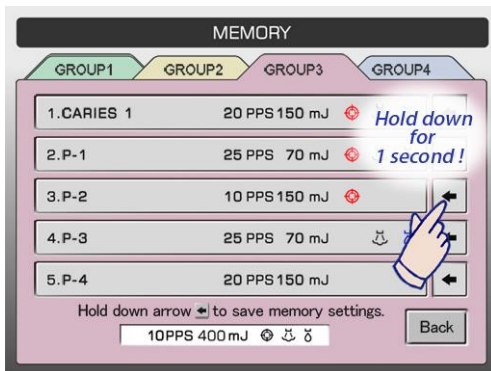 MEMORY
GROUP1 GROUP2 GROUP3 GROUP4
1.CARIES 1 20 PPS 150 mJ
Hold down
for
1 second !
2.P-1 25 PPS 70 mJ
3.P-2 10 PPS 150 mJ
4.P-3 25 PPS 70 mJ
5.P-4 20 PPS 150 mJ
Hold down arrow to save memory settings.
10PPS 400mJ
Back